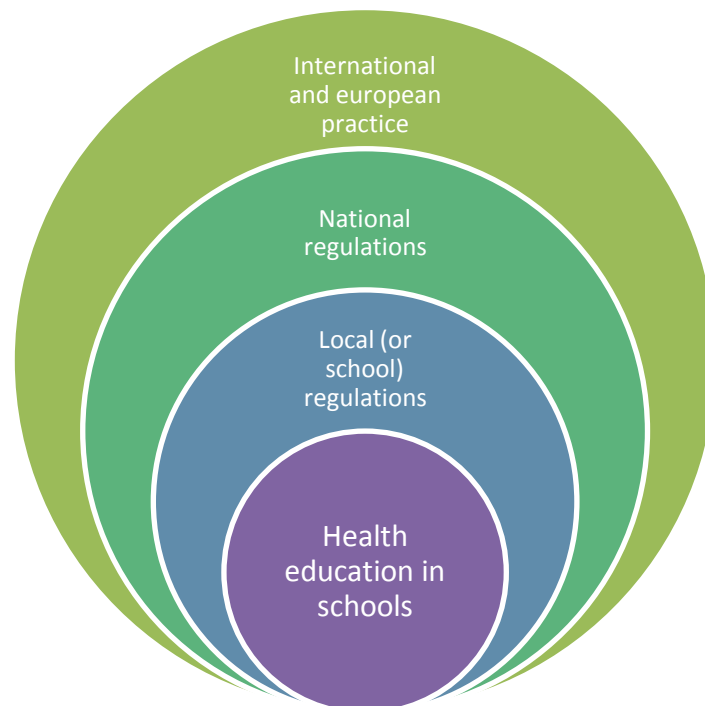 International
and european
practice
National
regulations
Local (or
school)
regulations
Health
education in
schools